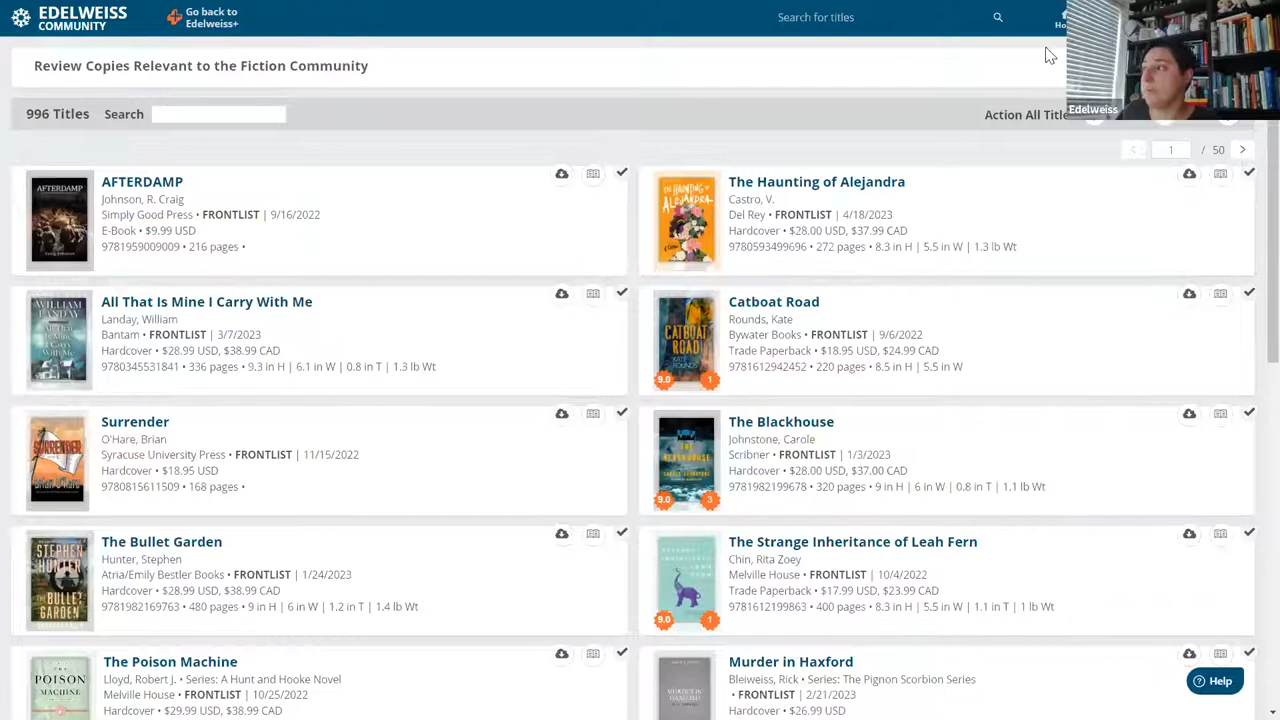 EDELWEISS
COMMUNITY
Go back to
Edelweiss+
Search for titles
Edelweiss
Review Copies Relevant to the Fiction Community
996 Titles Search
1 / 50
AFTERDAMP
Johnson, R. Craig
Simply Good Press • FRONTLIST | 9/16/2022
E-Book • $9.99 USD
9781959009009 • 216 pages •
AFTERDAMP
The Haunting of Alejandra
Castro, V.
Del Rey • FRONTLIST | 4/18/2023
Hardcover • $28.00 USD, $37.99 CAD
9780593499696 • 272 pages • 8.3 in H | 5.5 in W | 1.3 lb Wt
All That Is Mine I Carry With Me
Landay, William
Bantam • FRONTLIST | 3/7/2023
Hardcover • $28.99 USD, $38.99 CAD
9780345531841 • 336 pages • 9.3 in H | 6.1 in W | 0.8 in T | 1.3 lb Wt
WILLIAM
LANDAY
Catboat Road
Rounds, Kate
Bywater Books • FRONTLIST | 9/6/2022
Trade Paperback • $18.95 USD, $24.99 CAD
9781612942452 • 220 pages • 8.5 in H | 5.5 in W
CATBOAT
ROAD
9.0 1
Surrender
O'Hare, Brian
Syracuse University Press • FRONTLIST | 11/15/2022
Hardcover • $18.95 USD
9780815611509 • 168 pages •
SURRENDER
The Blackhouse
Johnstone, Carole
Scribner • FRONTLIST | 1/3/2023
Hardcover • $28.00 USD, $37.00 CAD
9781982199678 • 320 pages • 9 in H | 6 in W | 0.8 in T | 1.1 lb Wt
9.0 3
The Bullet Garden
Hunter, Stephen
Atria/Emily Bestler Books • FRONTLIST | 1/24/2023
Hardcover • $28.99 USD, $38.99 CAD
9781982169763 • 480 pages • 9 in H | 6 in W | 1.2 in T | 1.4 lb Wt
STEPHEN
HUNTER
THE
BULLET
GARDEN
The Strange Inheritance of Leah Fern
Chin, Rita Zoey
Melville House • FRONTLIST | 10/4/2022
Trade Paperback • $17.99 USD, $23.99 CAD
9781612199863 • 400 pages • 8.3 in H | 5.5 in W | 1.1 in T | 1 lb Wt
9.0 1
The Poison Machine
Lloyd, Robert J. • Series: A Hunt and Hooke Novel
Melville House • FRONTLIST | 10/25/2022
Hardcover • $29.99 USD, $38.99 CAD
POISON
MACHINE
Murder in Haxford
Bleiweiss, Rick • Series: The Pignon Scorbion Series
• FRONTLIST | 2/21/2023
Hardcover • $26.99 USD
Help